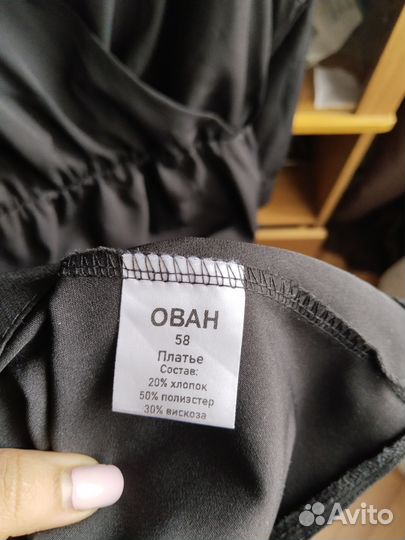 ОВАН
58
Платье
Состав:
20% хлопок
50% полиэстер
30% вискоза
Avito